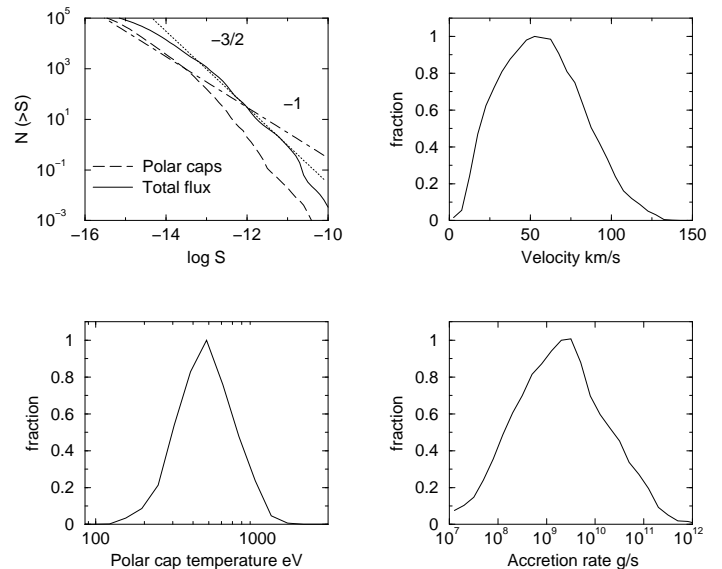 10^5
10^3
10^1
10^-1
10^-3
N (>S)
−3/2
−1
Polar caps
Total flux
−16 −14 −12 −10
log S
1
0.8
0.6
0.4
0.2
0
fraction
0 50 100 150
Velocity km/s
1
0.8
0.6
0.4
0.2
0
fraction
100 1000
Polar cap temperature eV
1
0.8
0.6
0.4
0.2
0
fraction
10^7 10^8 10^9 10^10 10^11 10^12
Accretion rate g/s